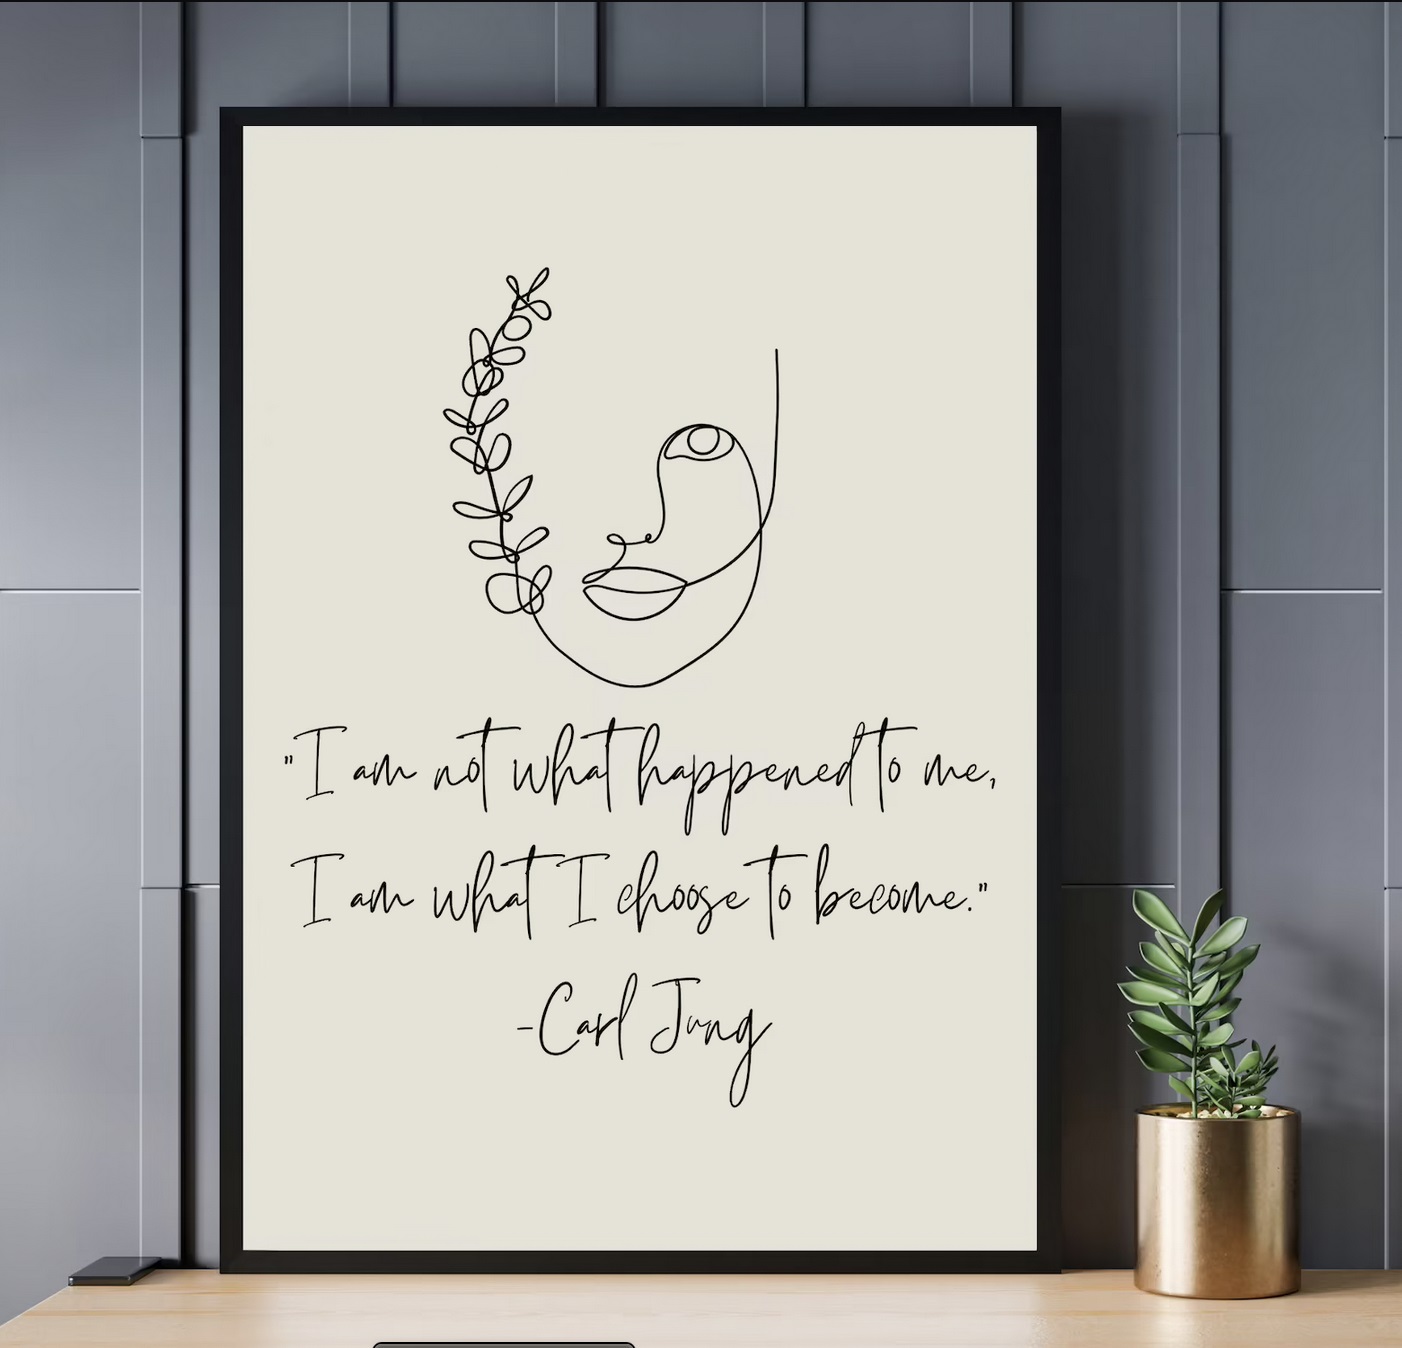 "I am not what happened to me,
I am what I choose to become."
-Carl Jung